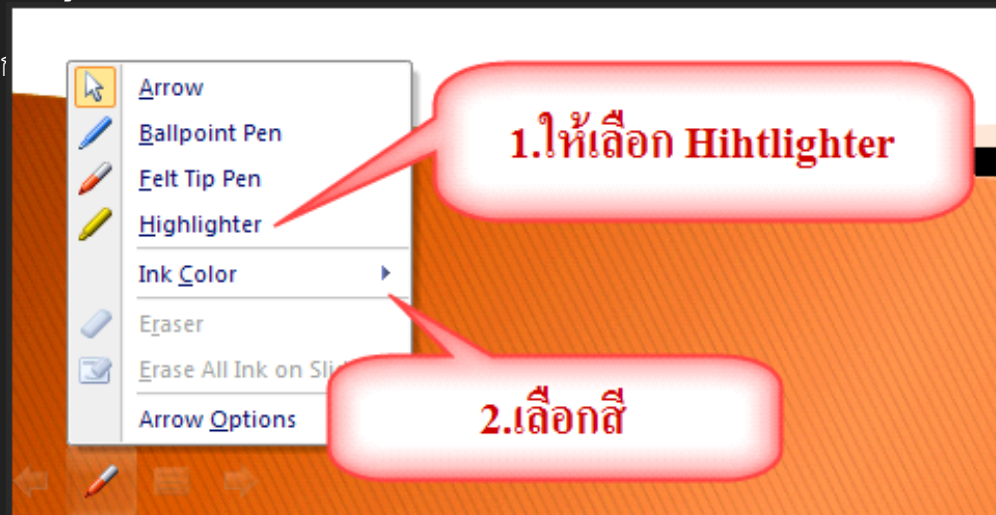 Arrow
Ballpoint Pen
Felt Tip Pen
Highlighter
Ink Color
Eraser
Erase All Ink on Slid
Arrow Options
1.ให้เลือก Hihtlighter
2.เลือกสี